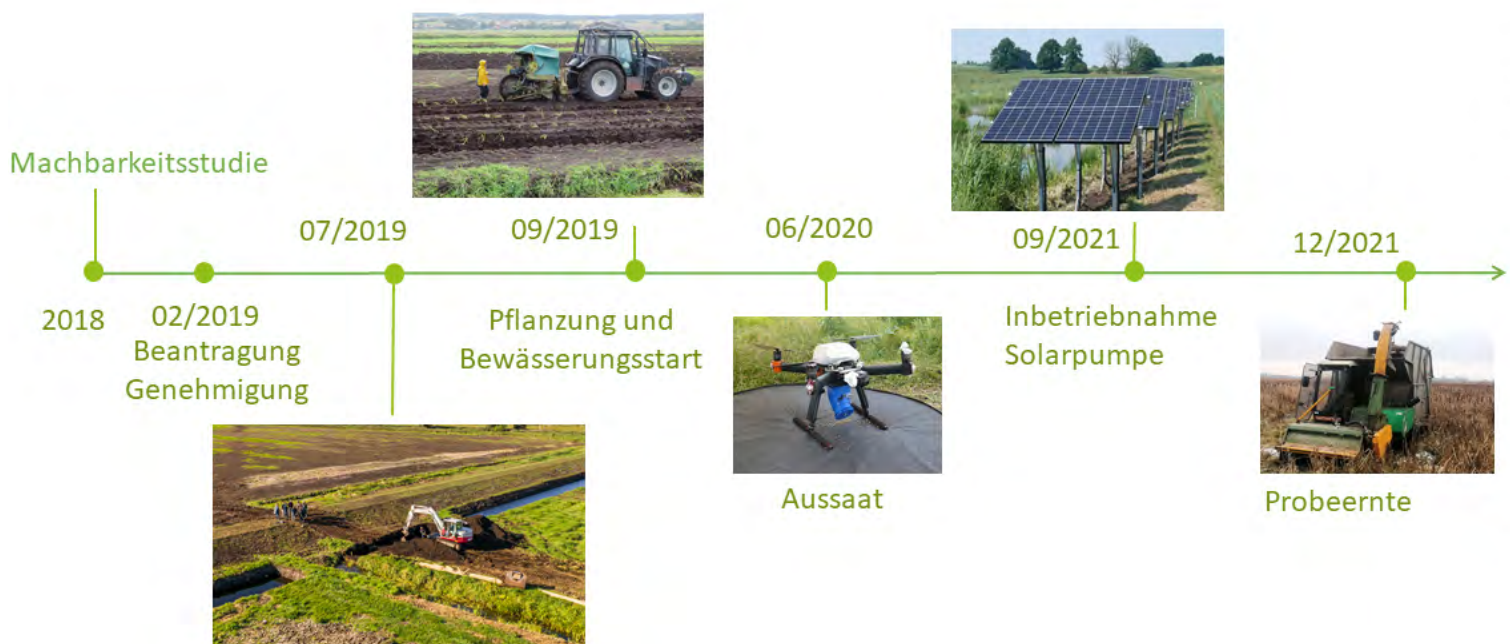 Machbarkeitsstudie
2018
02/2019
Beantragung
Genehmigung
07/2019
09/2019
Pflanzung und
Bewässerungsstart
06/2020
Aussaat
09/2021
Inbetriebnahme
Solarpumpe
12/2021
Probeernte